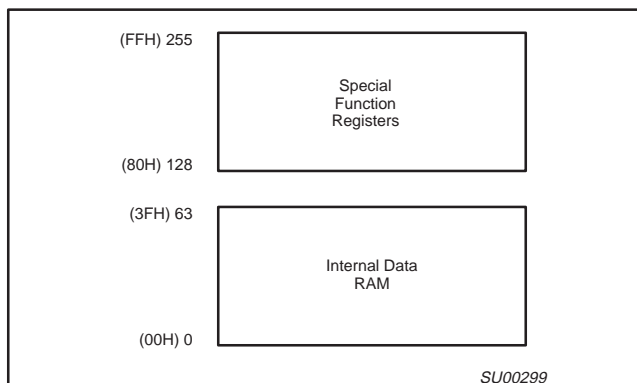 (FFH) 255
Special
Function
Registers
(80H) 128
(3FH) 63
Internal Data
RAM
(00H) 0
SU00299